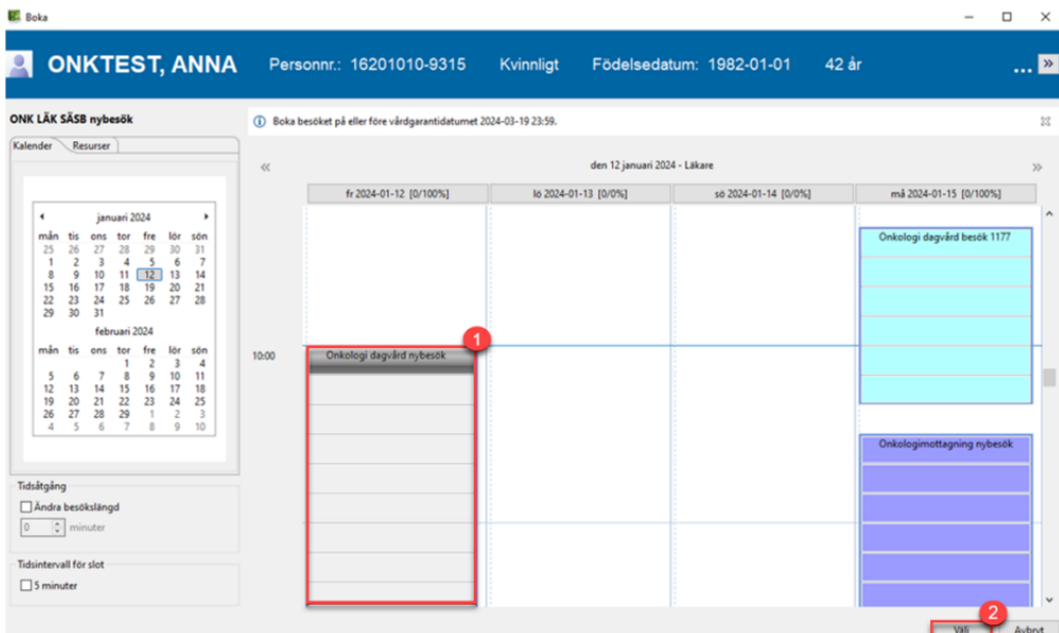 Boka
ONKTEST, ANNA Personnr.: 16201010-9315 Kvinnligt Födelsedatum: 1982-01-01 42 år ... »
ONK LÄK SÄSB nybesök
Boka besöket på eller före vårdgarantidatumet 2024-03-19 23:59.
Kalender Resurser
« den 12 januari 2024 - Läkare »
fr 2024-01-12 [0/100%] lö 2024-01-13 [0/0%] sö 2024-01-14 [0/0%] må 2024-01-15 [0/100%]
januari 2024
mån tis ons tor fre lör sön
25 26 27 28 29 30 31
1 2 3 4 5 6 7
8 9 10 11 12 13 14
15 16 17 18 19 20 21
22 23 24 25 26 27 28
29 30 31
februari 2024
mån tis ons tor fre lör sön
1 2 3 4
5 6 7 8 9 10 11
12 13 14 15 16 17 18
19 20 21 22 23 24 25
26 27 28 29 1 2 3
4 5 6 7 8 9 10
Onkologi dagvård besök 1177
1
10:00 Onkologi dagvård nybesök
Onkologimottagning nybesök
Tidsåtgång
Ändra besökslängd
0 minuter
Tidsintervall för slot
5 minuter
2
Välj Avbryt